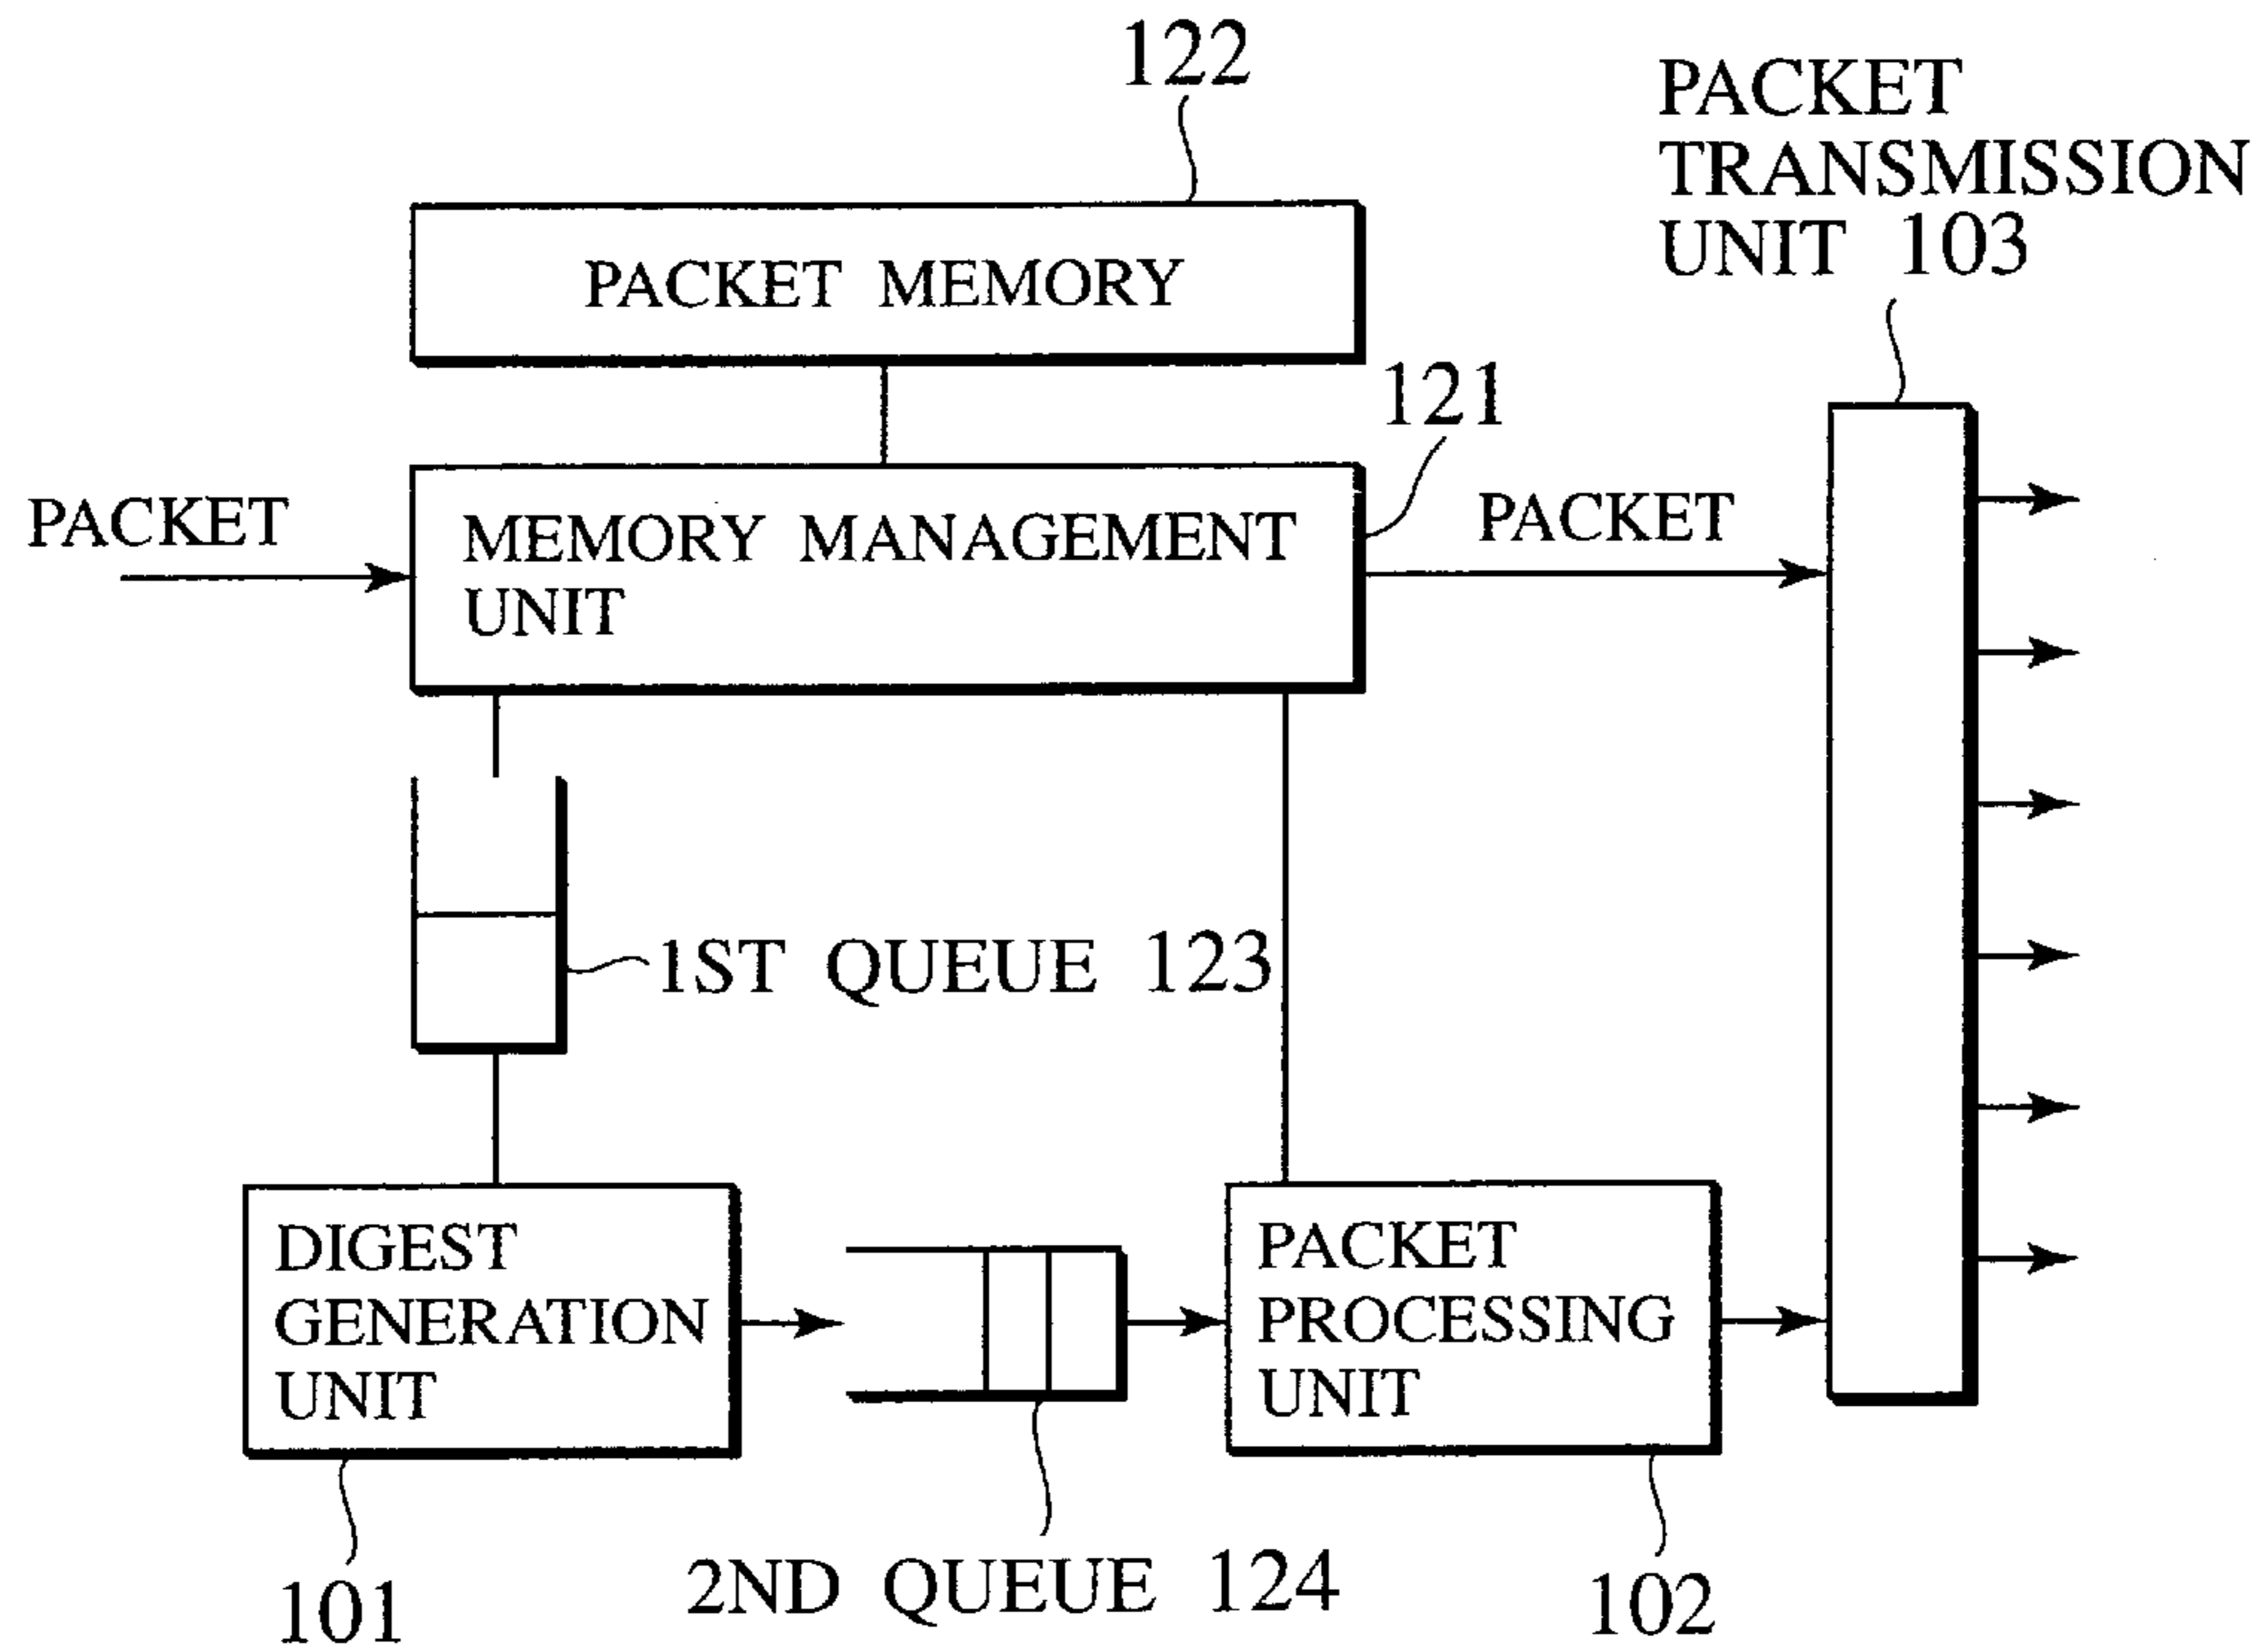 122
PACKET
TRANSMISSION
UNIT 103
PACKET MEMORY
121
PACKET
MEMORY MANAGEMENT
UNIT
PACKET
1ST QUEUE 123
DIGEST
GENERATION
UNIT
PACKET
PROCESSING
UNIT
101
2ND QUEUE 124
102